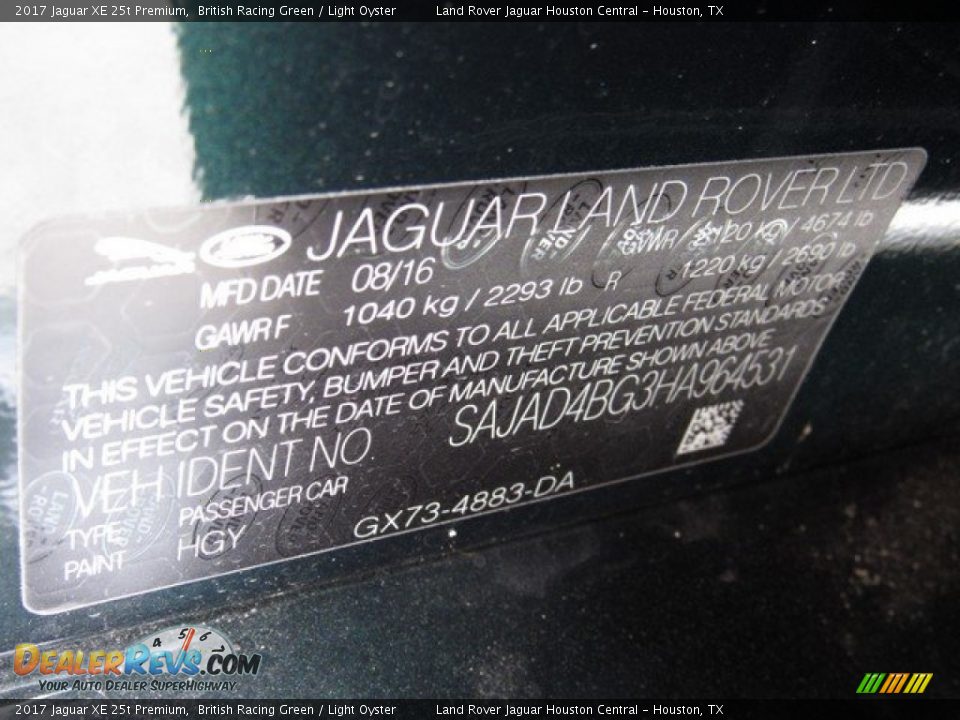 2017 Jaguar XE 25t Premium, British Racing Green / Light Oyster Land Rover Jaguar Houston Central - Houston, TX
JAGUAR LAND ROVER LTD
MFD DATE 08/16 GVWR 2120 kg / 4674 lb
GAWR F 1040 kg / 2293 lb R 1220 kg / 2690 lb
THIS VEHICLE CONFORMS TO ALL APPLICABLE FEDERAL MOTOR
VEHICLE SAFETY, BUMPER AND THEFT PREVENTION STANDARDS
IN EFFECT ON THE DATE OF MANUFACTURE SHOWN ABOVE
VEH. IDENT NO. SAJAD4BG3HA964531
TYPE PASSENGER CAR
PAINT HGY GX73-4883-DA
4 5 6
DEALERREVS.COM
YOUR AUTO DEALER SUPERHIGHWAY
2017 Jaguar XE 25t Premium, British Racing Green / Light Oyster Land Rover Jaguar Houston Central - Houston, TX